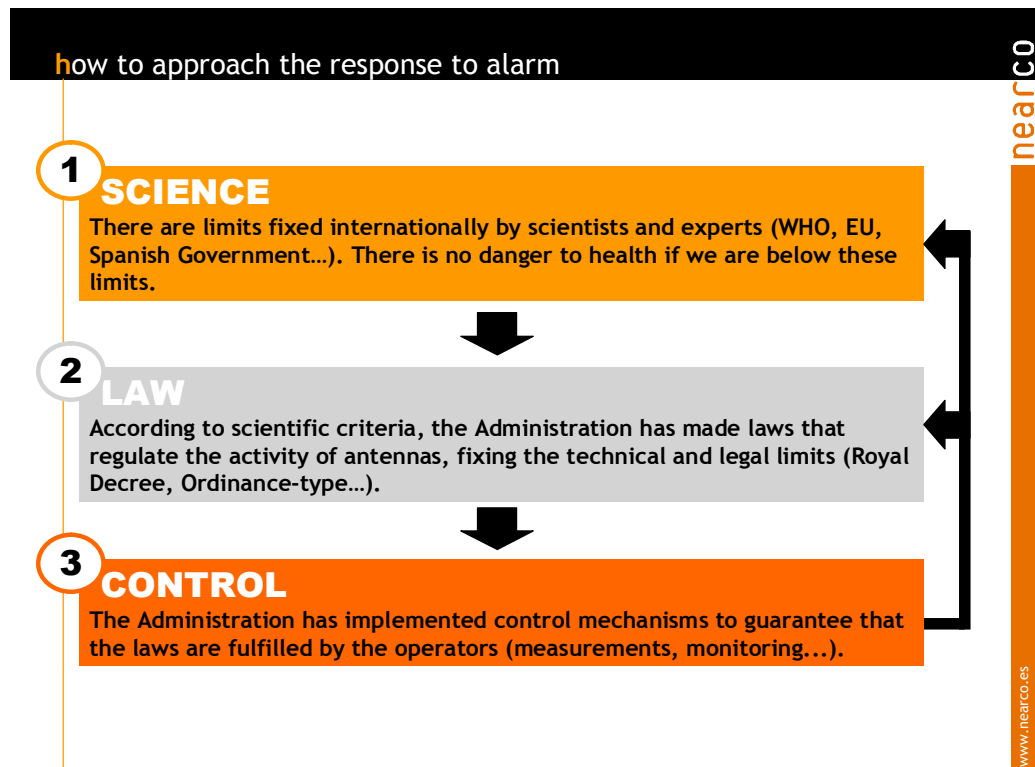 how to approach the response to alarm
nearco
1
SCIENCE
There are limits fixed internationally by scientists and experts (WHO, EU,
Spanish Government…). There is no danger to health if we are below these
limits.
2
LAW
According to scientific criteria, the Administration has made laws that
regulate the activity of antennas, fixing the technical and legal limits (Royal
Decree, Ordinance-type…).
3
CONTROL
The Administration has implemented control mechanisms to guarantee that
the laws are fulfilled by the operators (measurements, monitoring...).
www.nearco.es